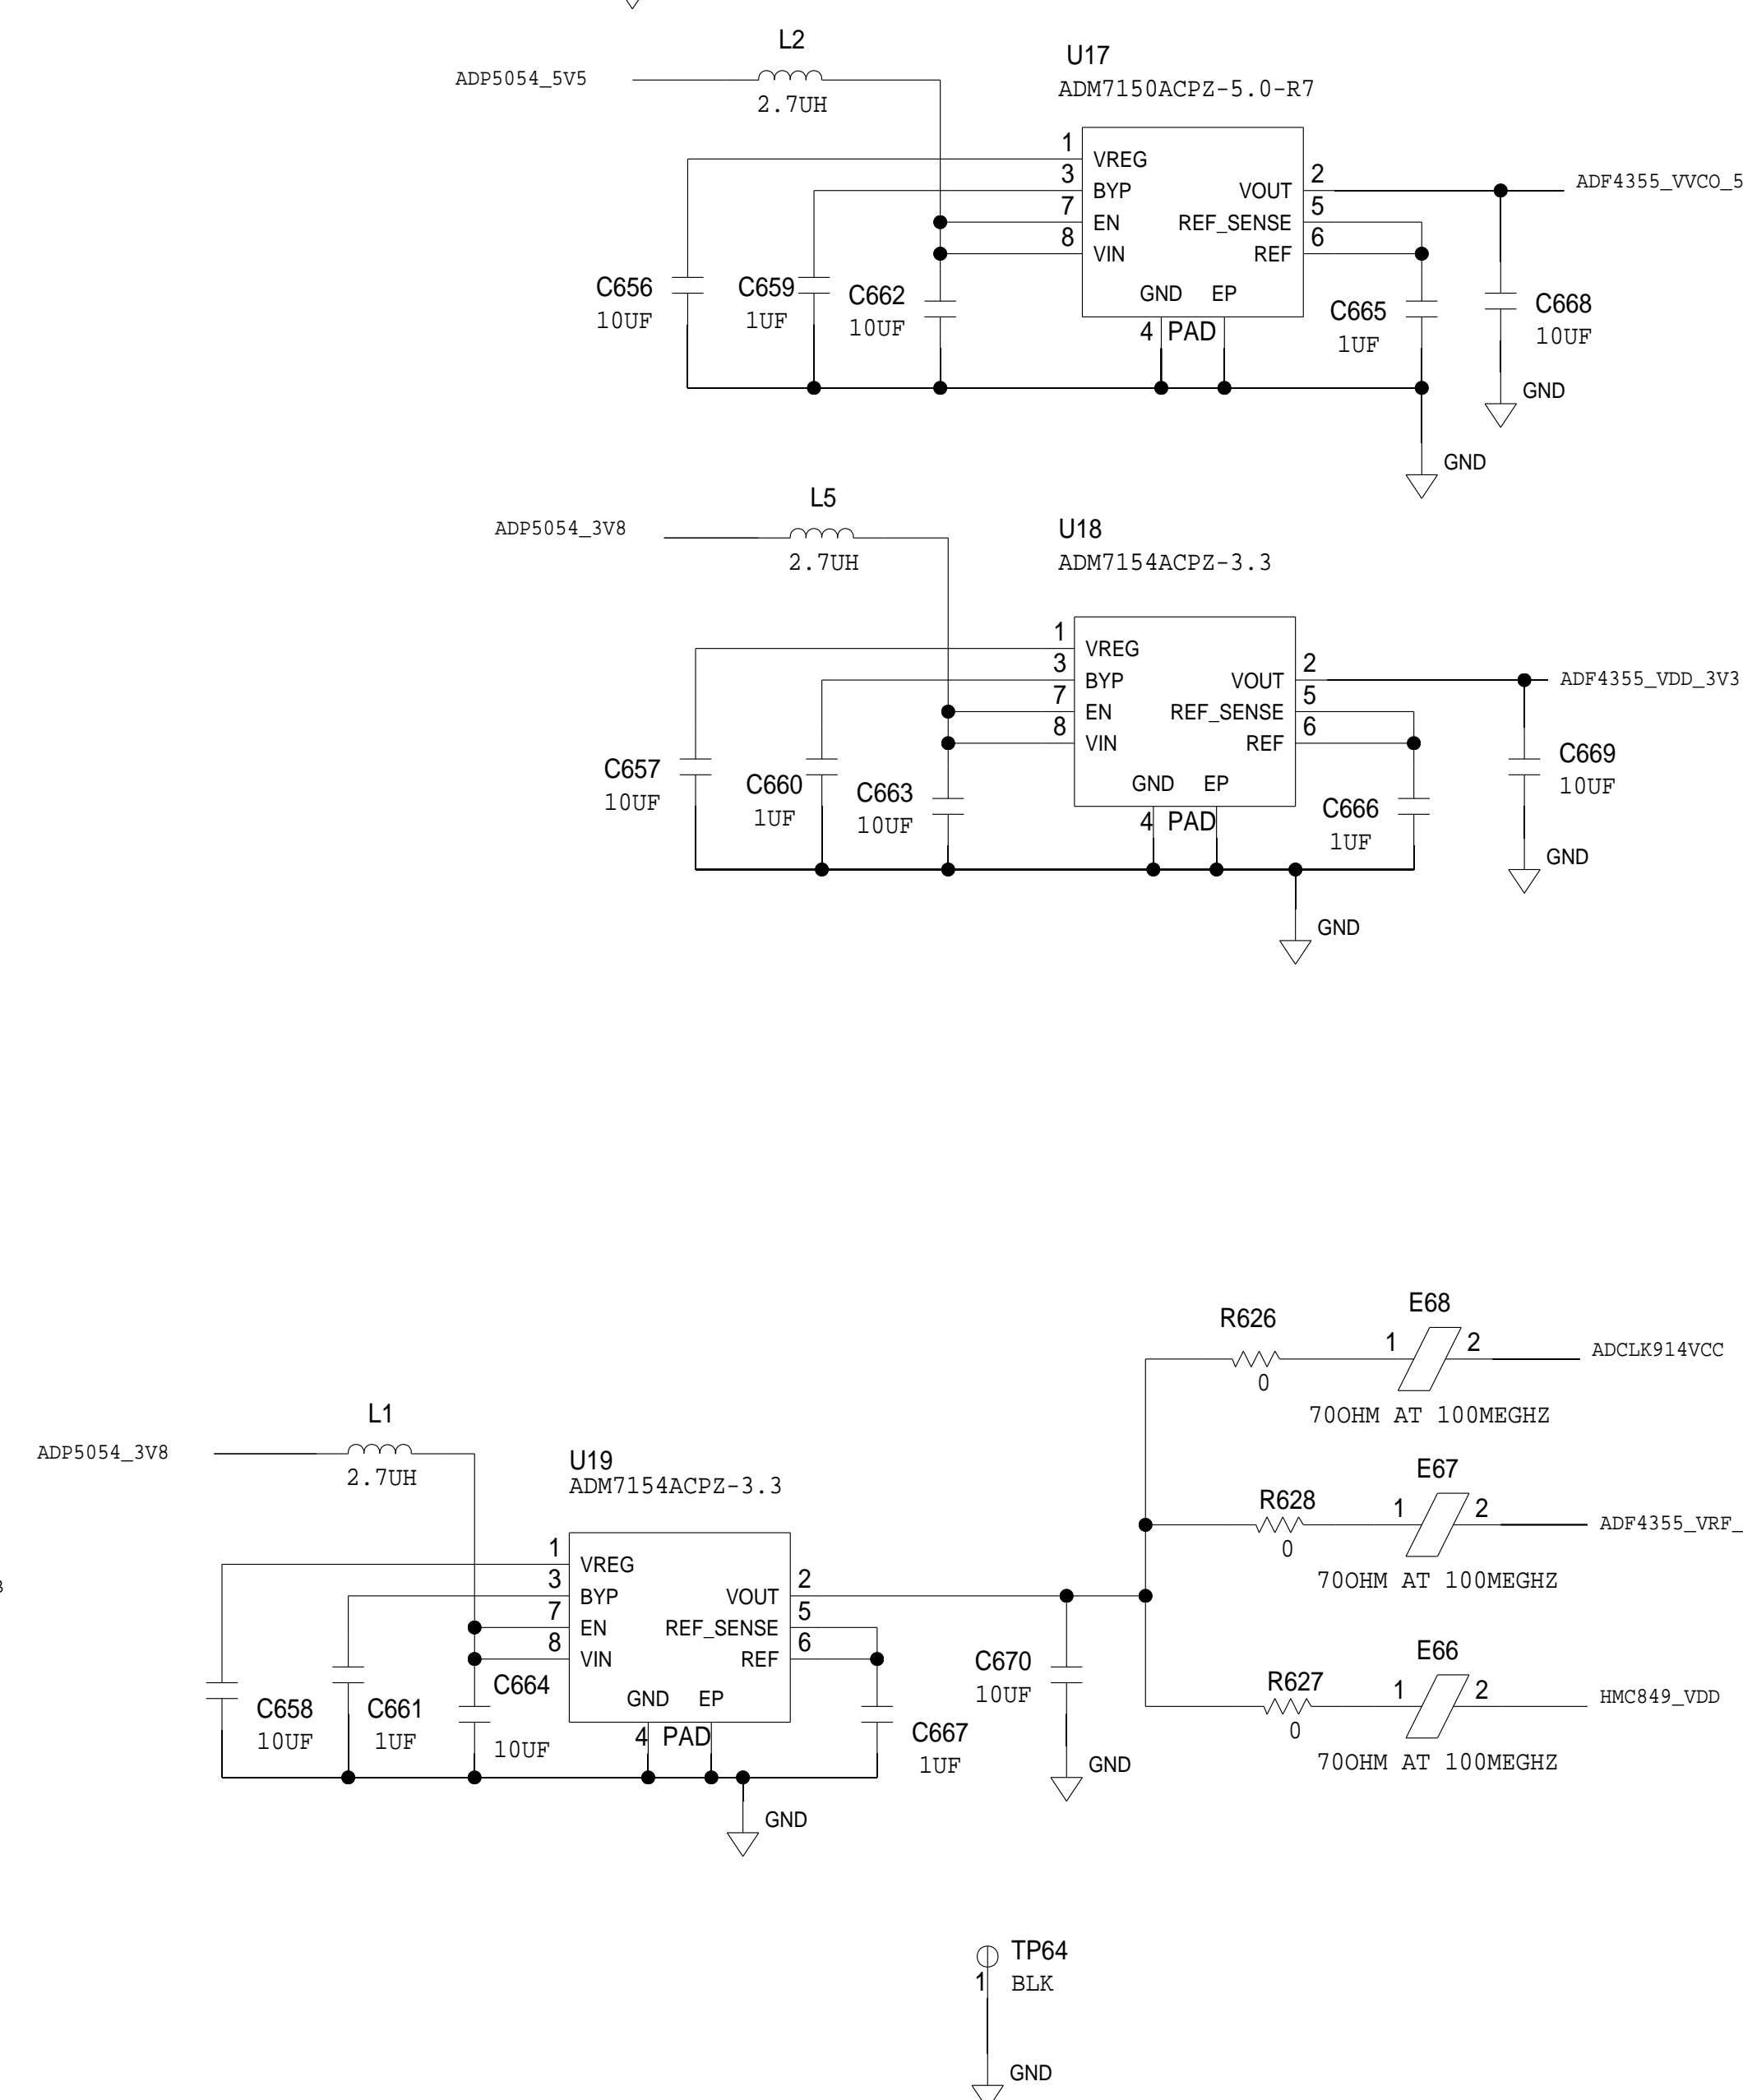 L2
U17
ADP5054_5V5
2.7UH
ADM7150ACPZ-5.0-R7
1
VREG
3
BYP
VOUT
2
ADF4355_VVCO_5
7
EN
REF_SENSE
5
8
VIN
REF
6
C656
10UF
C659
1UF
C662
10UF
GND
EP
4
PAD
C665
1UF
C668
10UF
GND
GND
L5
U18
ADP5054_3V8
2.7UH
ADM7154ACPZ-3.3
1
VREG
3
BYP
VOUT
2
ADF4355_VDD_3V3
7
EN
REF_SENSE
5
8
VIN
REF
6
C657
10UF
C660
1UF
C663
10UF
GND
EP
4
PAD
C666
1UF
C669
10UF
GND
GND
R626
0
E68
1
2
ADCLK914VCC
70OHM AT 100MEGHZ
L1
ADP5054_3V8
2.7UH
U19
ADM7154ACPZ-3.3
R628
0
E67
1
2
ADF4355_VRF_
70OHM AT 100MEGHZ
1
VREG
3
BYP
VOUT
2
7
EN
REF_SENSE
5
8
VIN
REF
6
C658
10UF
C661
1UF
C664
10UF
GND
EP
4
PAD
C667
1UF
C670
10UF
GND
R627
0
E66
1
2
HMC849_VDD
70OHM AT 100MEGHZ
GND
TP64
1
BLK
GND